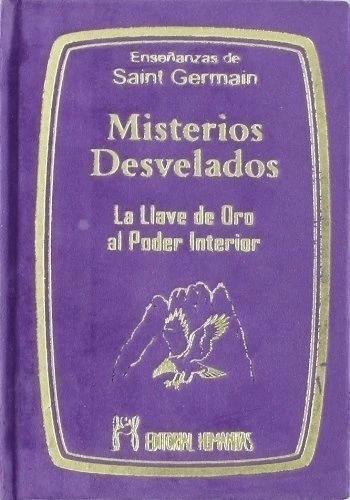 Enseñanzas de
Saint Germain
Misterios
Desvelados
La Llave de Oro
al Poder Interior
EDITORIAL HUMANITAS